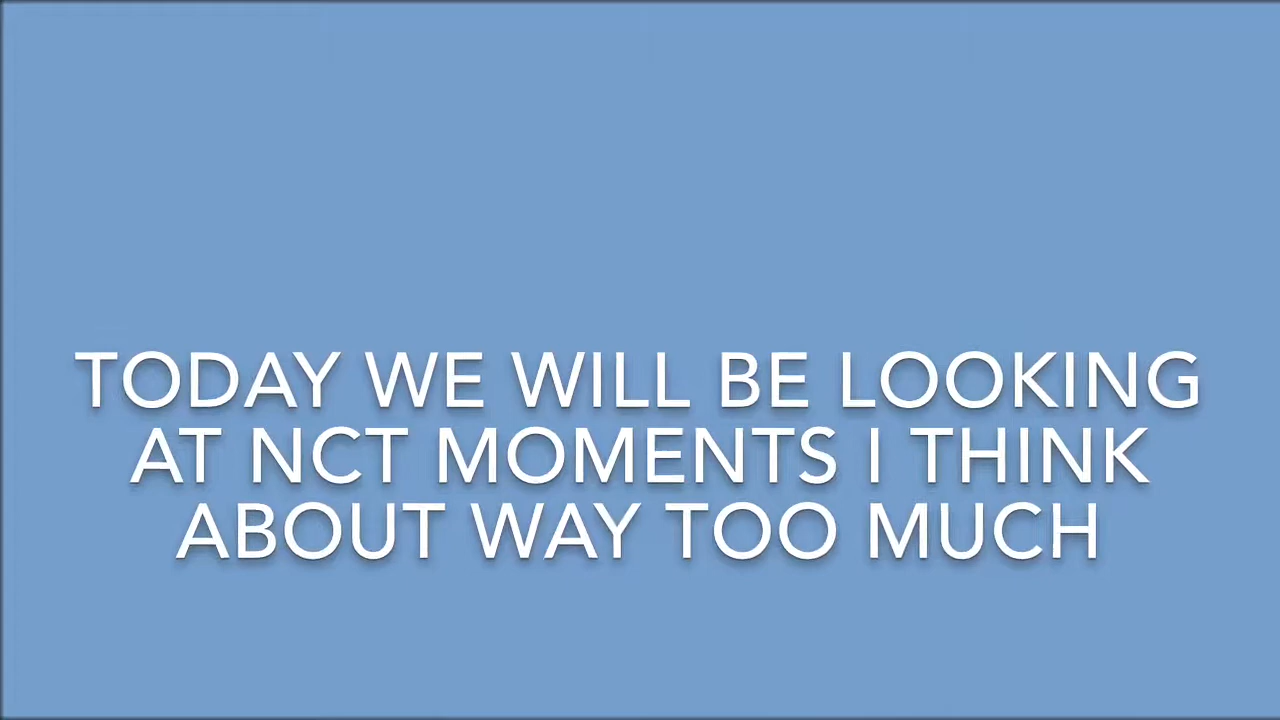 TODAY WE WILL BE LOOKING
AT NCT MOMENTS I THINK
ABOUT WAY TOO MUCH